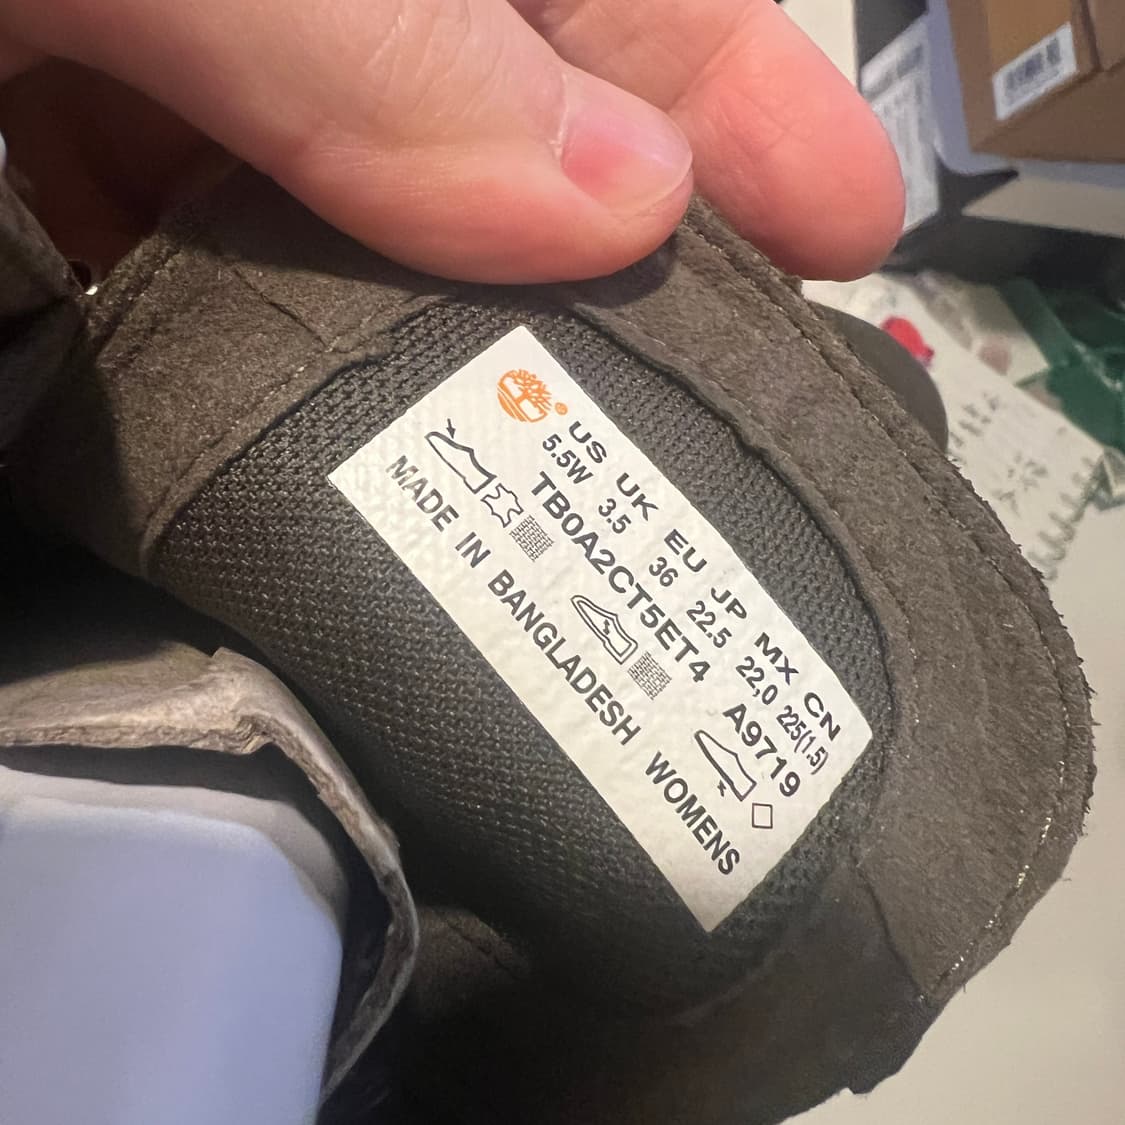 US UK EU JP MX CN
5.5W 3.5 36 22.5 22,0 225(1.5)
TB0A2CT5ET4 A9719
MADE IN BANGLADESH WOMENS